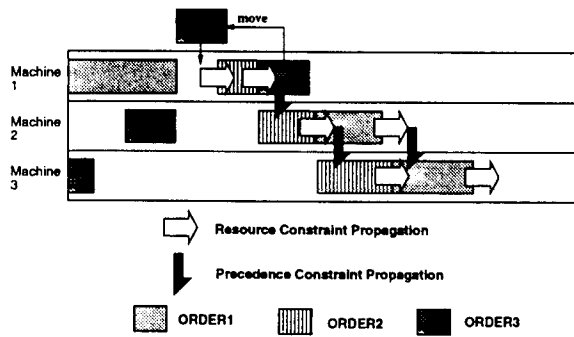 move
Machine
1
Machine
2
Machine
3
Resource Constraint Propagation
Precedence Constraint Propagation
ORDER1
ORDER2
ORDER3